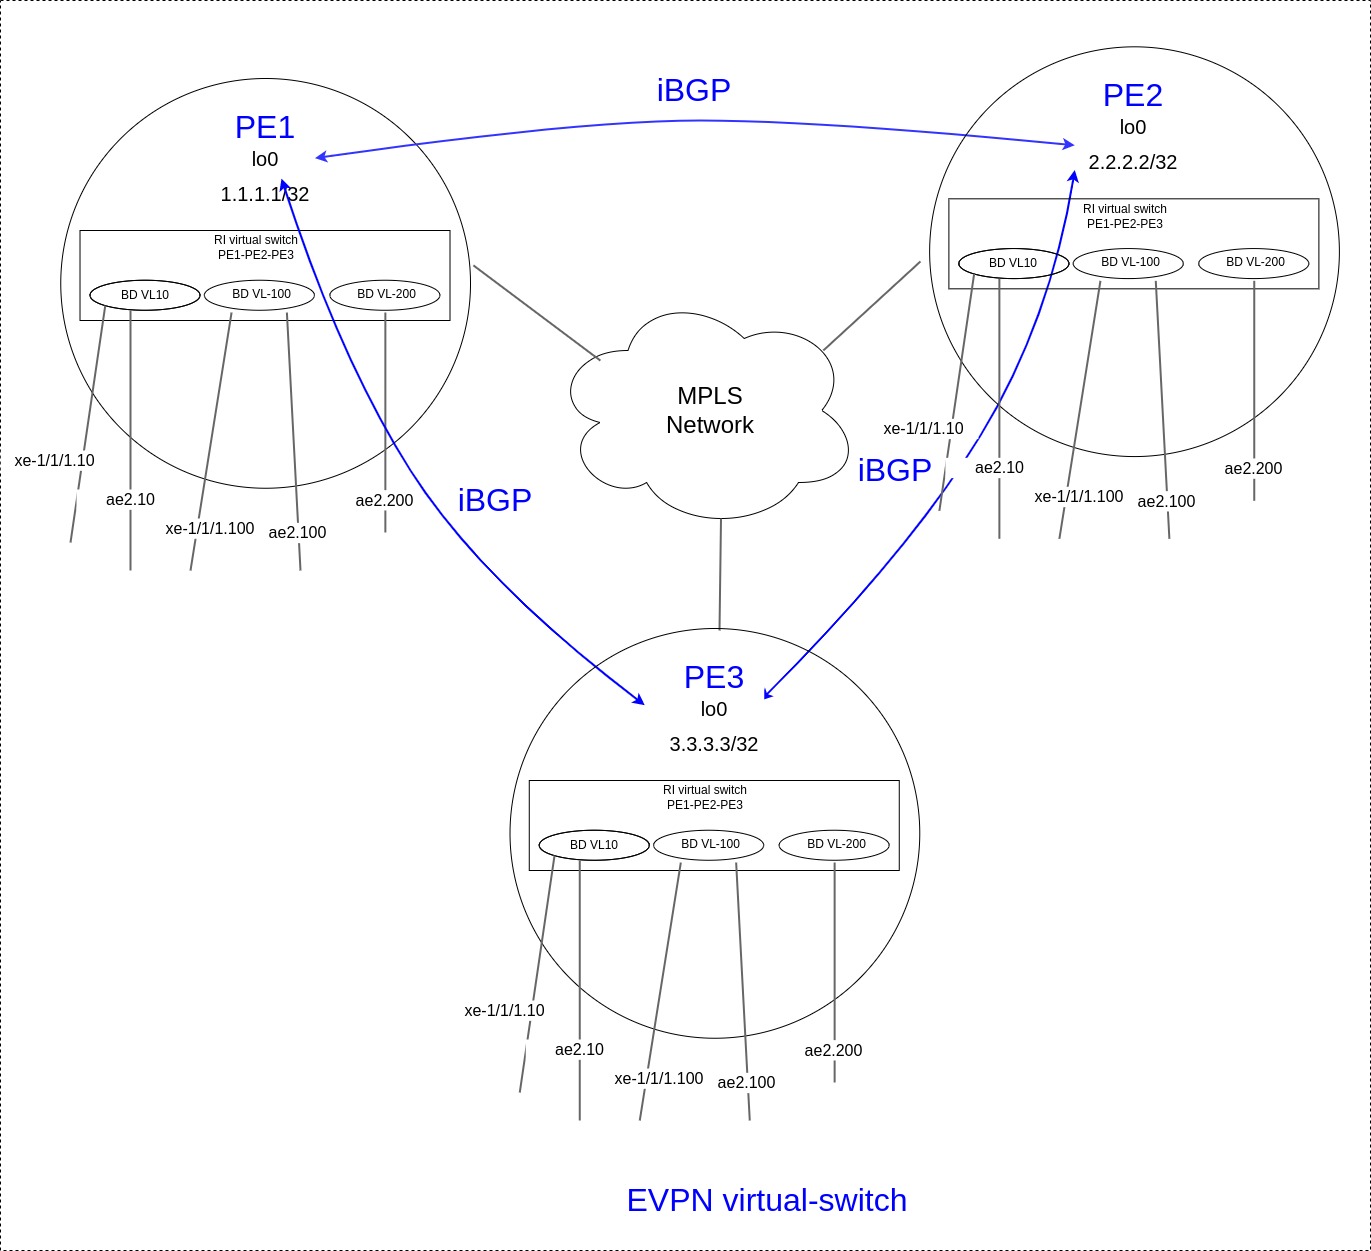 iBGP
PE1
lo0
1.1.1.1/32
RI virtual switch
PE1-PE2-PE3
BD VL10
BD VL-100
BD VL-200
xe-1/1/1.10
ae2.10
xe-1/1/1.100
ae2.100
ae2.200
PE2
lo0
2.2.2.2/32
RI virtual switch
PE1-PE2-PE3
BD VL10
BD VL-100
BD VL-200
xe-1/1/1.10
ae2.10
xe-1/1/1.100
ae2.100
ae2.200
MPLS
Network
iBGP
iBGP
PE3
lo0
3.3.3.3/32
RI virtual switch
PE1-PE2-PE3
BD VL10
BD VL-100
BD VL-200
xe-1/1/1.10
ae2.10
xe-1/1/1.100
ae2.100
ae2.200
EVPN virtual-switch